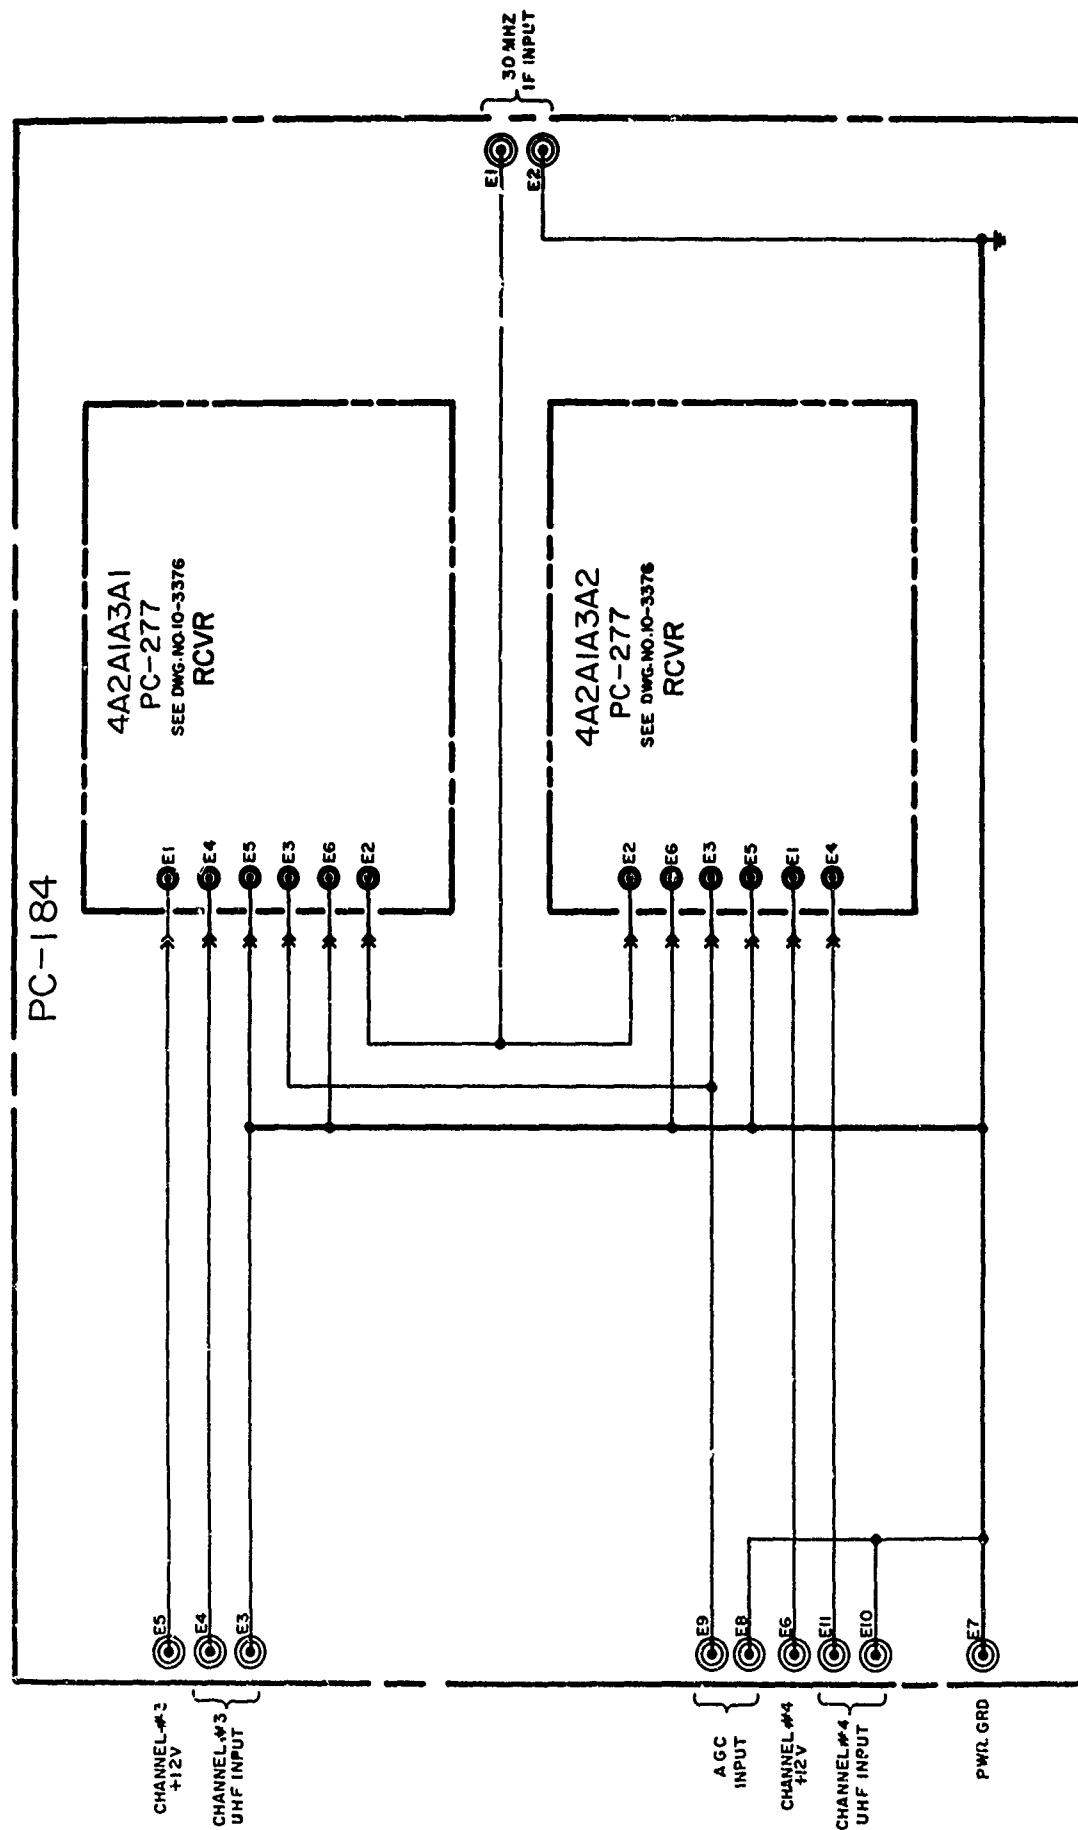 PC-184
30 MHZ
IF INPUT
E1
E2
4A2A1A3A1
PC-277
SEE DWG. NO. 10-3376
RCVR
E1
E4
E5
E3
E6
E2
4A2A1A3A2
PC-277
SEE DWG. NO. 10-3376
RCVR
E2
E6
E3
E5
E1
E4
E5
E4
E3
E9
E8
E6
E11
E10
E7
CHANNEL #3
+12V
CHANNEL #3
UHF INPUT
AGC
INPUT
CHANNEL #4
+12V
CHANNEL #4
UHF INPUT
PWR. GRD